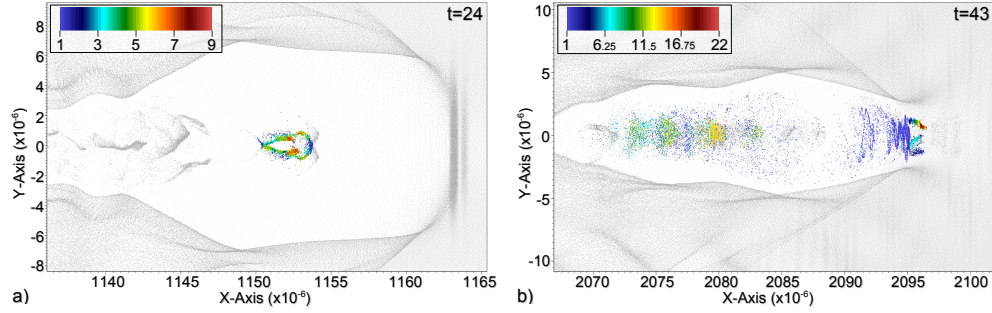 t=24
1 3 5 7 9
8
6
4
2
0
-2
-4
-6
-8
Y-Axis (x10⁻⁶)
1140 1145 1150 1155 1160 1165
X-Axis (x10⁻⁶)
a)
t=43
1 6.25 11.5 16.75 22
10
5
0
-5
-10
Y-Axis (x10⁻⁶)
2070 2075 2080 2085 2090 2095 2100
X-Axis (x10⁻⁶)
b)